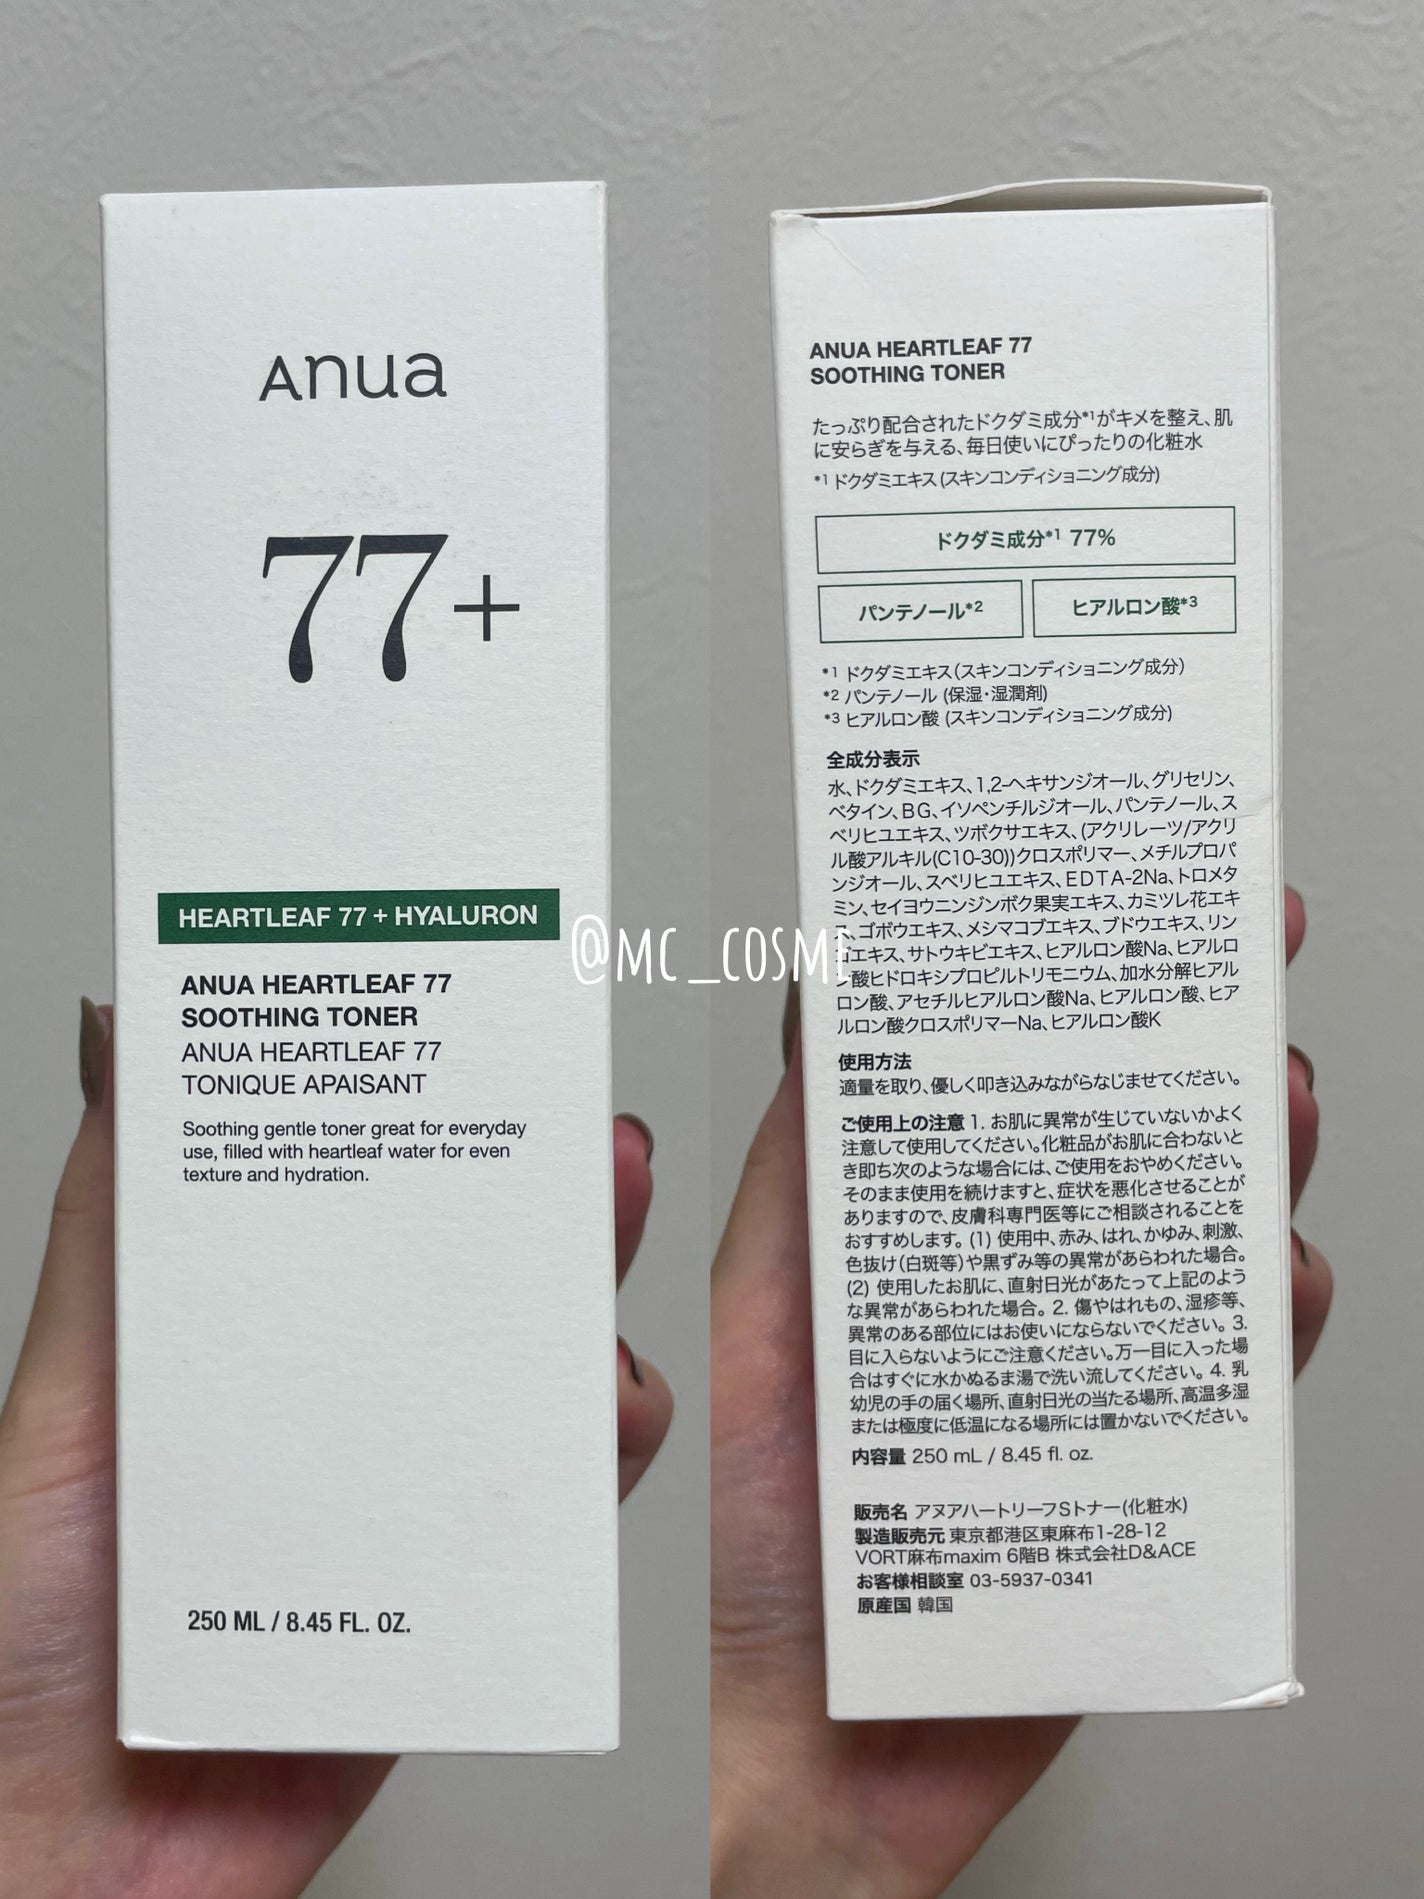 Anua
77+
HEARTLEAF 77 + HYALURON
ANUA HEARTLEAF 77
SOOTHING TONER
ANUA HEARTLEAF 77
TONIQUE APAISANT
Soothing gentle toner great for everyday
use, filled with heartleaf water for even
texture and hydration.
250 ML / 8.45 FL. OZ.
@MC_COSME
ANUA HEARTLEAF 77
SOOTHING TONER
たっぷり配合されたドクダミ成分*1がキメを整え、肌
に安らぎを与える、毎日使いにぴったりの化粧水
*1 ドクダミエキス(スキンコンディショニング成分)
ドクダミ成分*1 77%
パンテノール*2
ヒアルロン酸*3
*1 ドクダミエキス(スキンコンディショニング成分)
*2 パンテノール (保湿・湿潤剤)
*3 ヒアルロン酸 (スキンコンディショニング成分)
全成分表示
水、ドクダミエキス、1,2-ヘキサンジオール、グリセリン、
ベタイン、BG、イソペンチルジオール、パンテノール、ス
ベリヒユエキス、ツボクサエキス、(アクリレーツ/アクリ
ル酸アルキル(C10-30))クロスポリマー、メチルプロパ
ンジオール、スベリヒユエキス、EDTA-2Na、トロメタ
ミン、セイヨウニンジンボク果実エキス、カミツレ花エキ
、ゴボウエキス、メシマコブエキス、ブドウエキス、リン
エキス、サトウキビエキス、ヒアルロン酸Na、ヒアルロ
ン酸ヒドロキシプロピルトリモニウム、加水分解ヒアル
ロン酸、アセチルヒアルロン酸Na、ヒアルロン酸、ヒア
ルロン酸クロスポリマーNa、ヒアルロン酸K
使用方法
適量を取り、優しく叩き込みながらなじませてください。
ご使用上の注意 1. お肌に異常が生じていないかよく
注意して使用してください。化粧品がお肌に合わないと
き即ち次のような場合には、ご使用をおやめください。
そのまま使用を続けますと、症状を悪化させることが
ありますので、皮膚科専門医等にご相談されることを
おすすめします。(1) 使用中、赤み、はれ、かゆみ、刺激、
色抜け(白斑等)や黒ずみ等の異常があらわれた場合。
(2) 使用したお肌に、直射日光があたって上記のよう
な異常があらわれた場合。2. 傷やはれもの、湿疹等、
異常のある部位にはお使いにならないでください。3.
目に入らないようにご注意ください。万一目に入った場
合はすぐに水かぬるま湯で洗い流してください。4. 乳
幼児の手の届く場所、直射日光の当たる場所、高温多湿
または極度に低温になる場所には置かないでください。
内容量 250 mL / 8.45 fl. oz.
販売名 アヌアハートリーフSトナー(化粧水)
製造販売元 東京都港区東麻布1-28-12
VORT麻布maxim 6階B 株式会社D&ACE
お客様相談室 03-5937-0341
原産国 韓国